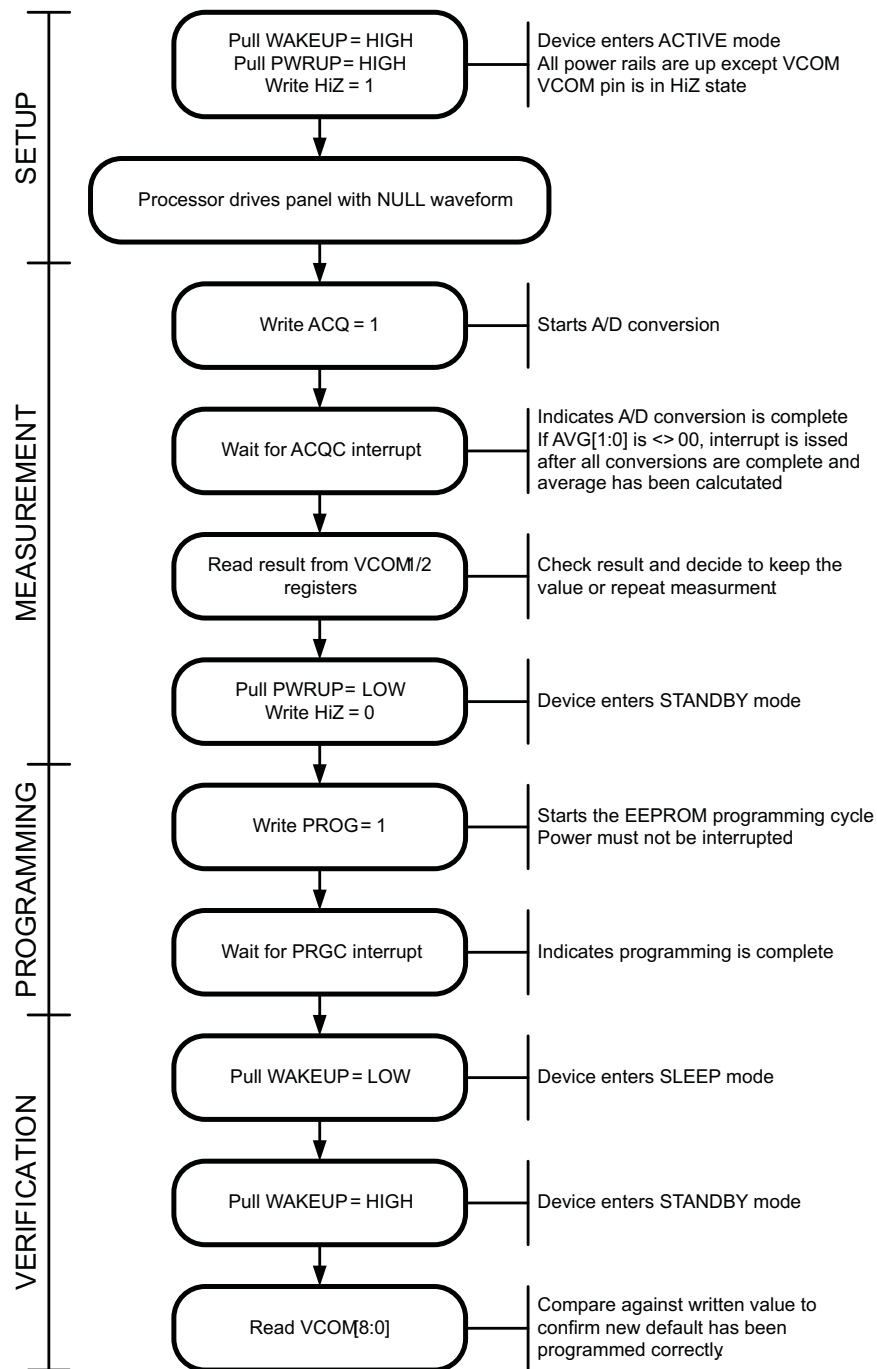 SETUP
Pull WAKEUP = HIGH
Pull PWRUP = HIGH
Write HiZ = 1
Device enters ACTIVE mode
All power rails are up except VCOM
VCOM pin is in HiZ state
Processor drives panel with NULL waveform
MEASUREMENT
Write ACQ = 1
Starts A/D conversion
Wait for ACQC interrupt
Indicates A/D conversion is complete
If AVG[1:0] is <> 00, interrupt is issed
after all conversions are complete and
average has been calcutated
Read result from VCOM1/2
registers
Check result and decide to keep the
value or repeat measurment.
Pull PWRUP = LOW
Write HiZ = 0
Device enters STANDBY mode
PROGRAMMING
Write PROG = 1
Starts the EEPROM programming cycle
Power must not be interrupted
Wait for PRGC interrupt
Indicates programming is complete
VERIFICATION
Pull WAKEUP = LOW
Device enters SLEEP mode
Pull WAKEUP = HIGH
Device enters STANDBY mode
Read VCOM[8:0]
Compare against written value to
confirm new default has been
programmed correctly.